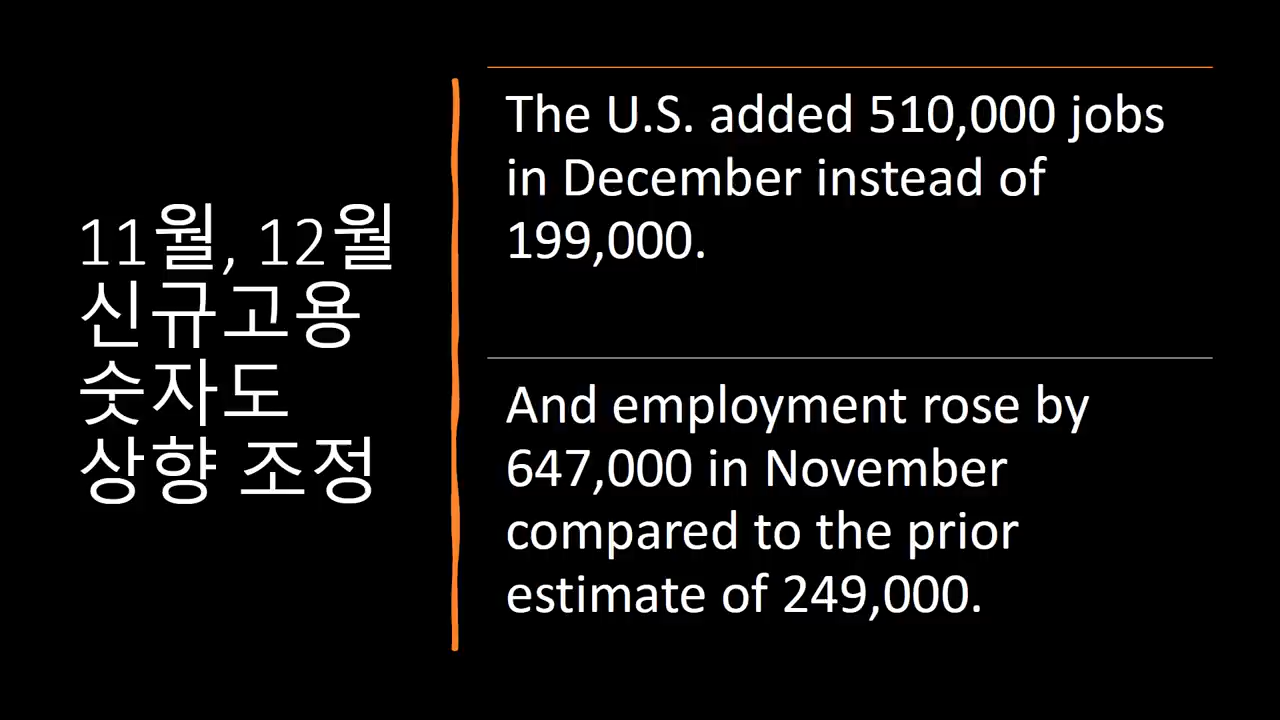 11월, 12월
신규고용
숫자도
상향 조정
The U.S. added 510,000 jobs
in December instead of
199,000.
And employment rose by
647,000 in November
compared to the prior
estimate of 249,000.